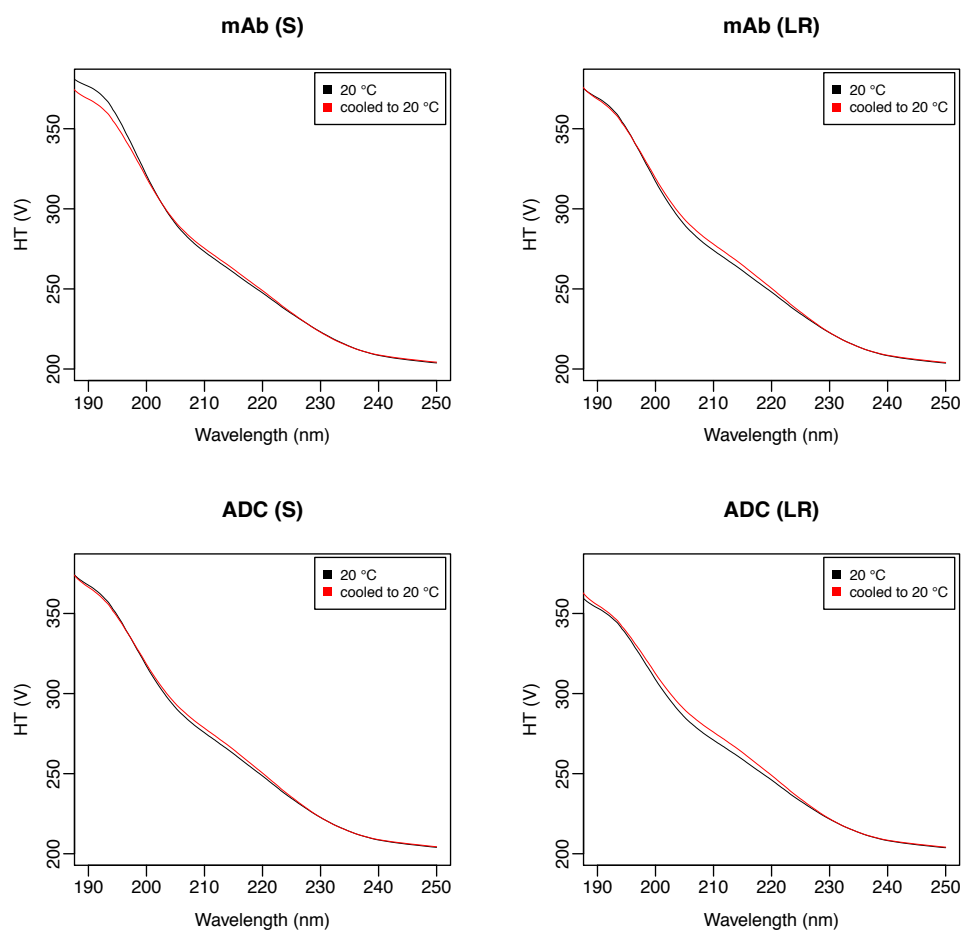 mAb (S)
20 °C
cooled to 20 °C
350
300
250
200
HT (V)
190 200 210 220 230 240 250
Wavelength (nm)
mAb (LR)
20 °C
cooled to 20 °C
350
300
250
200
HT (V)
190 200 210 220 230 240 250
Wavelength (nm)
ADC (S)
20 °C
cooled to 20 °C
350
300
250
200
HT (V)
190 200 210 220 230 240 250
Wavelength (nm)
ADC (LR)
20 °C
cooled to 20 °C
350
300
250
200
HT (V)
190 200 210 220 230 240 250
Wavelength (nm)